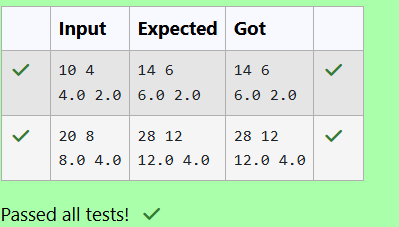 Input Expected Got
10 4 14 6 14 6
4.0 2.0 6.0 2.0 6.0 2.0
20 8 28 12 28 12
8.0 4.0 12.0 4.0 12.0 4.0
Passed all tests!